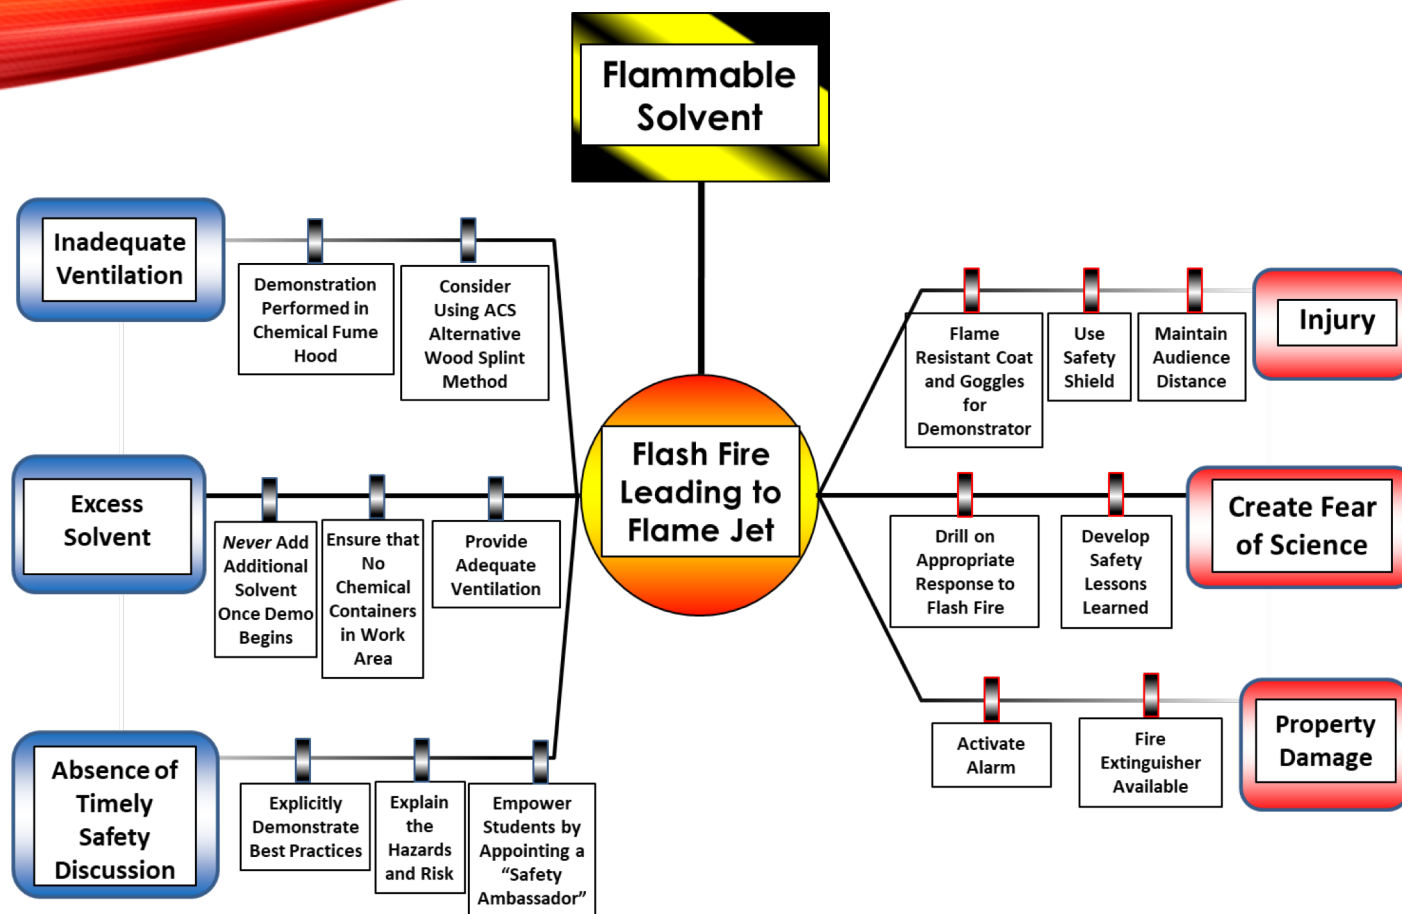 Flammable
Solvent
Inadequate
Ventilation
Demonstration
Performed in
Chemical Fume
Hood
Consider
Using ACS
Alternative
Wood Splint
Method
Excess
Solvent
Never Add
Additional
Solvent
Once Demo
Begins
Ensure that
No
Chemical
Containers
in Work
Area
Provide
Adequate
Ventilation
Absence of
Timely
Safety
Discussion
Explicitly
Demonstrate
Best Practices
Explain
the
Hazards
and Risk
Empower
Students by
Appointing a
“Safety
Ambassador”
Flash Fire
Leading to
Flame Jet
Flame
Resistant Coat
and Goggles
for
Demonstrator
Use
Safety
Shield
Maintain
Audience
Distance
Injury
Drill on
Appropriate
Response to
Flash Fire
Develop
Safety
Lessons
Learned
Create Fear
of Science
Activate
Alarm
Fire
Extinguisher
Available
Property
Damage